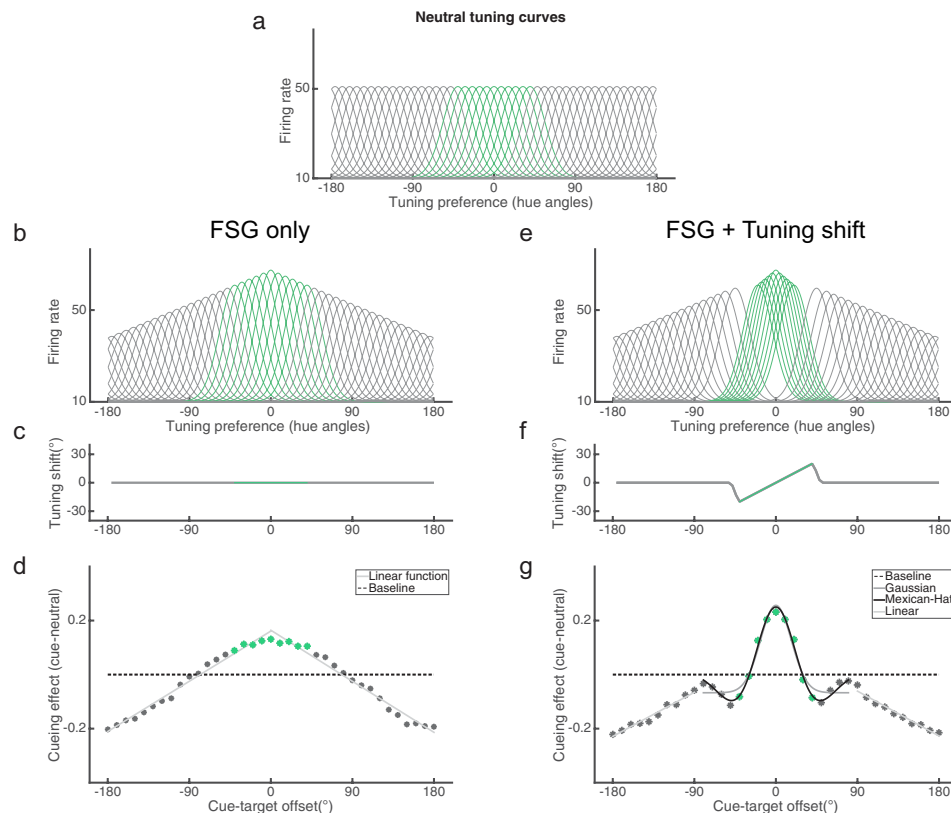 a
Neutral tuning curves
Firing rate
50
10
-180 -90 0 90 180
Tuning preference (hue angles)
b
FSG only
Firing rate
50
10
-180 -90 0 90 180
Tuning preference (hue angles)
c
Tuning shift(°)
30
0
-30
-180 -90 0 90 180
d
Linear function
Baseline
Cueing effect (cue-neutral)
0.2
-0.2
-180 -90 0 90 180
Cue-target offset(°)
e
FSG + Tuning shift
Firing rate
50
10
-180 -90 0 90 180
Tuning preference (hue angles)
f
Tuning shift(°)
30
0
-30
-180 -90 0 90 180
g
Baseline
Gaussian
Mexican-Hat
Linear
Cueing effect (cue-neutral)
0.2
-0.2
-180 -90 0 90 180
Cue-target offset(°)